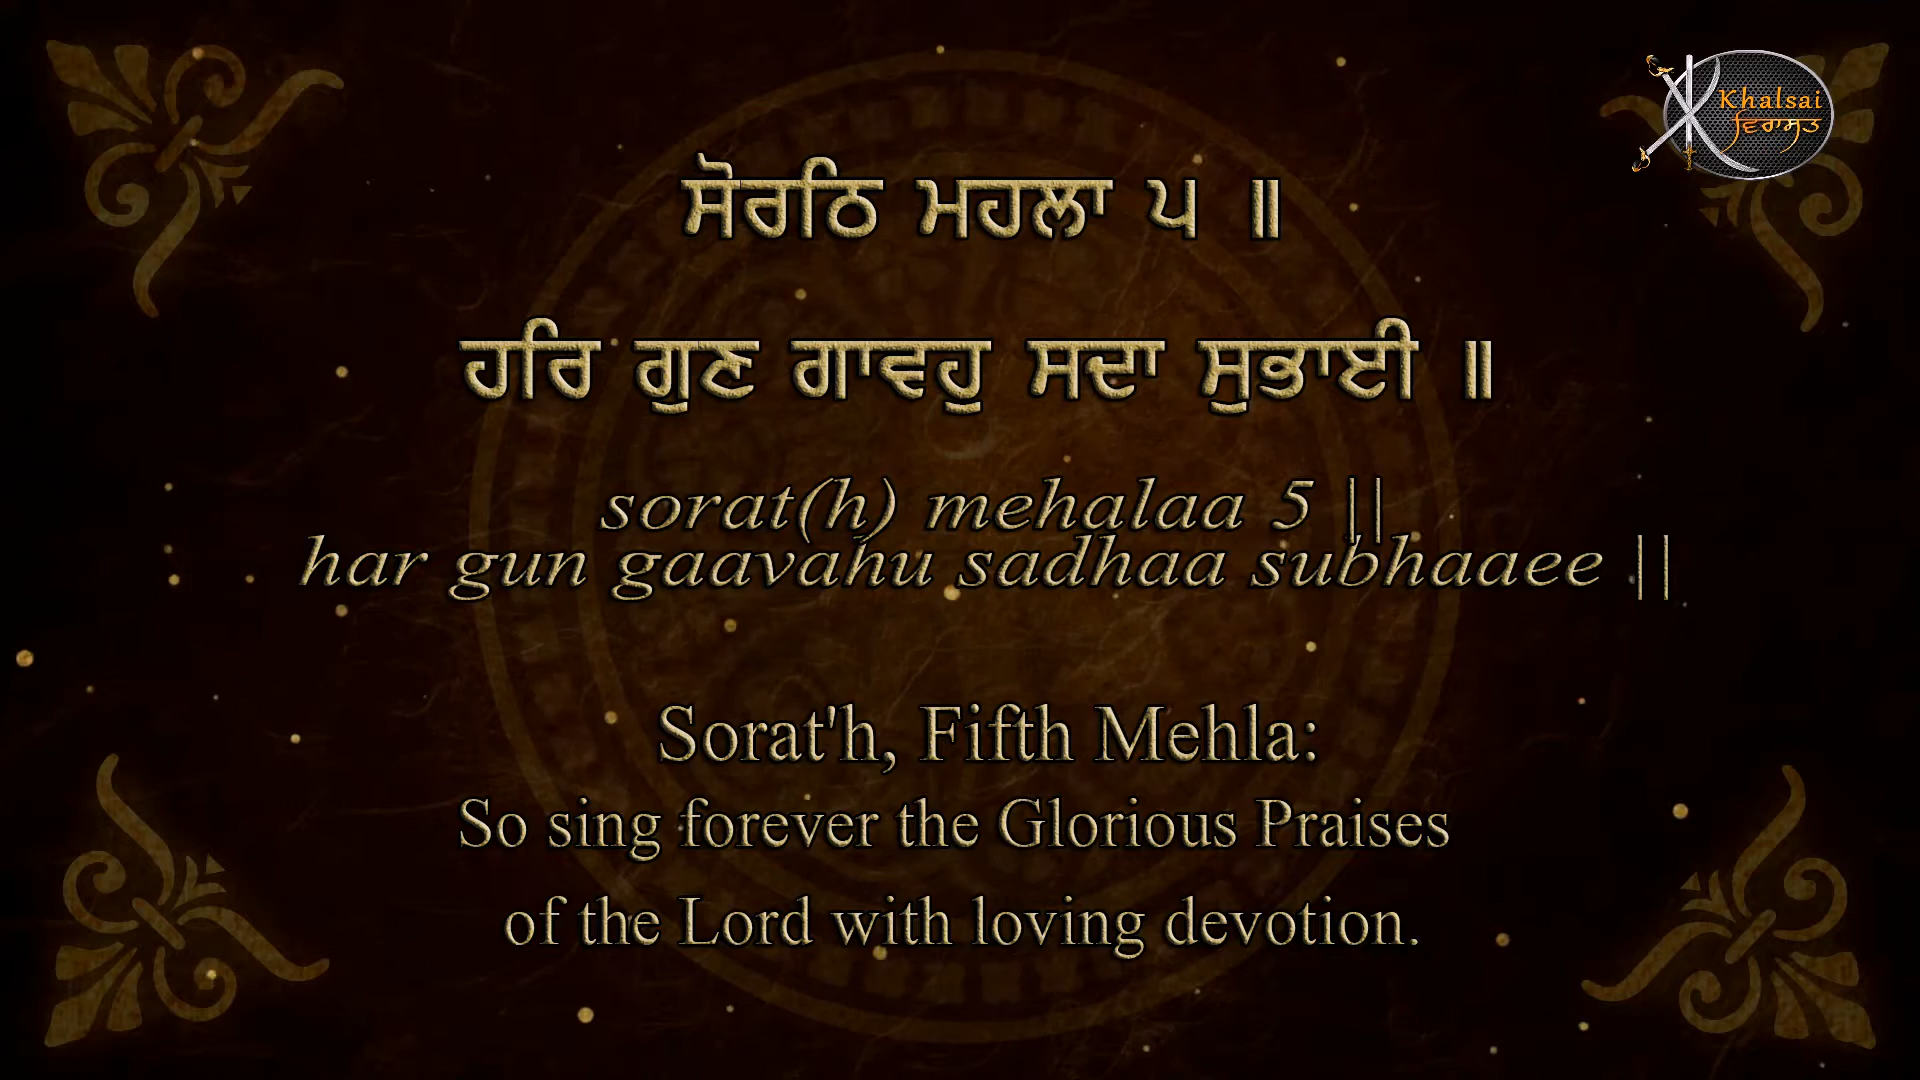 Khalsai
ਵਿਰਾਸਤ
ਸੋਰਠਿ ਮਹਲਾ ੫ ॥
ਹਰਿ ਗੁਣ ਗਾਵਹੁ ਸਦਾ ਸੁਭਾਈ ॥
sorat(h) mehalaa 5 ||
har gun gaavahu sadhaa subhaaee ||
Sorat'h, Fifth Mehla:
So sing forever the Glorious Praises
of the Lord with loving devotion.